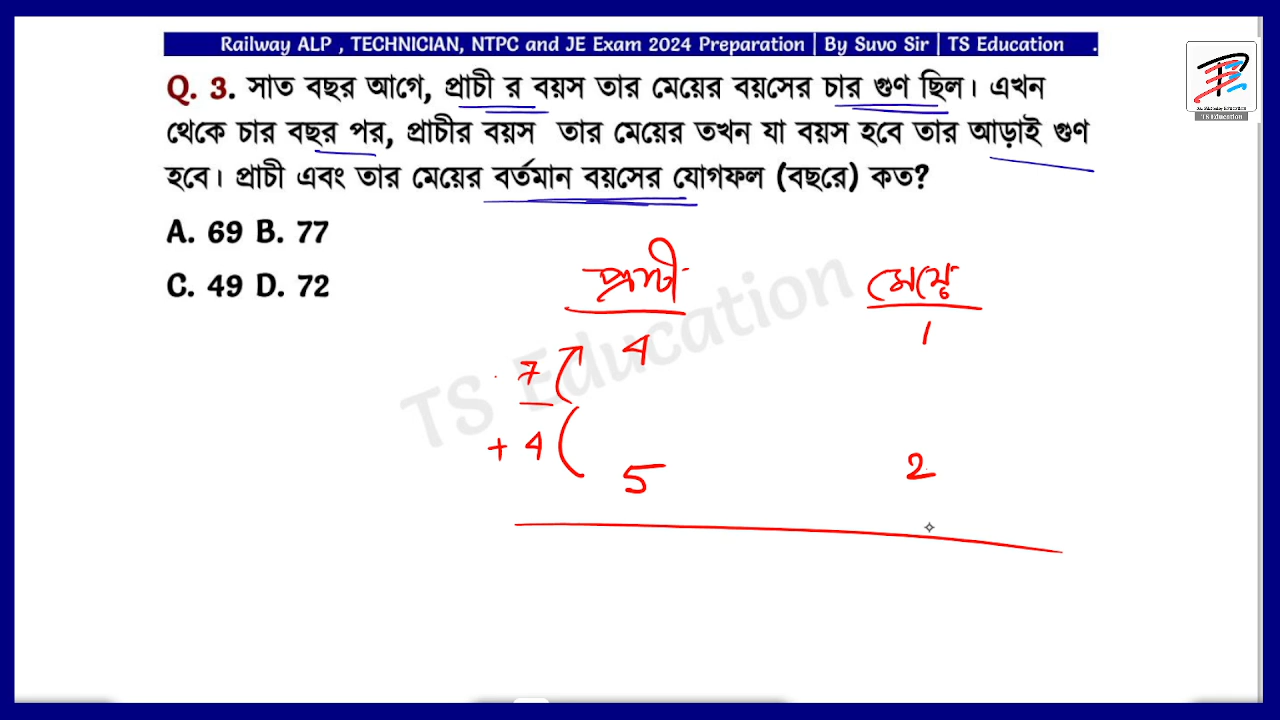 Railway ALP , TECHNICIAN, NTPC and JE Exam 2024 Preparation | By Suvo Sir | TS Education .
Q. 3. সাত বছর আগে, প্রাচী র বয়স তার মেয়ের বয়সের চার গুণ ছিল। এখন
থেকে চার বছর পর, প্রাচীর বয়স তার মেয়ের তখন যা বয়স হবে তার আড়াই গুণ
হবে। প্রাচী এবং তার মেয়ের বর্তমান বয়সের যোগফল (বছরে) কত?
A. 69 B. 77
C. 49 D. 72
প্রাচী মেয়ে
4 1
7
+ 4
5 2
TS Education
TS Education